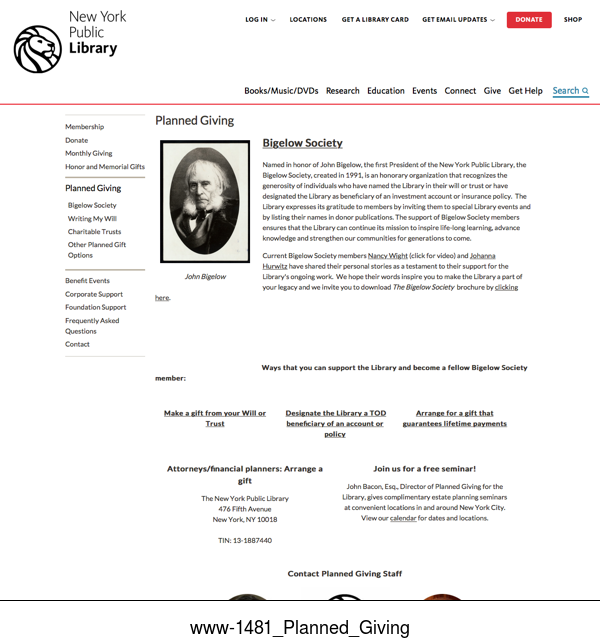 New York
Public
Library
LOG IN
LOCATIONS
GET A LIBRARY CARD
GET EMAIL UPDATES
DONATE
SHOP
Books/Music/DVDs Research Education Events Connect Give Get Help Search
Membership
Donate
Monthly Giving
Honor and Memorial Gifts
Planned Giving
Bigelow Society
Writing My Will
Charitable Trusts
Other Planned Gift
Options
Benefit Events
Corporate Support
Foundation Support
Frequently Asked
Questions
Contact
Planned Giving
John Bigelow
Bigelow Society
Named in honor of John Bigelow, the first President of the New York Public Library, the
Bigelow Society, created in 1991, is an honorary organization that recognizes the
generosity of individuals who have named the Library in their will or trust or have
designated the Library as beneficiary of an investment account or insurance policy. The
Library expresses its gratitude to members by inviting them to special Library events and
by listing their names in donor publications. The support of Bigelow Society members
ensures that the Library can continue its mission to inspire life-long learning, advance
knowledge and strengthen our communities for generations to come.
Current Bigelow Society members Nancy Wight (click for video) and Johanna
Hurwitz have shared their personal stories as a testament to their support for the
Library's ongoing work. We hope their words inspire you to make the Library a part of
your legacy and we invite you to download The Bigelow Society brochure by clicking
here.
Ways that you can support the Library and become a fellow Bigelow Society
member:
Make a gift from your Will or
Trust
Designate the Library a TOD
beneficiary of an account or
policy
Arrange for a gift that
guarantees lifetime payments
Attorneys/financial planners: Arrange a
gift
The New York Public Library
476 Fifth Avenue
New York, NY 10018
TIN: 13-1887440
Join us for a free seminar!
John Bacon, Esq., Director of Planned Giving for the
Library, gives complimentary estate planning seminars
at convenient locations in and around New York City.
View our calendar for dates and locations.
Contact Planned Giving Staff
www-1481_Planned_Giving